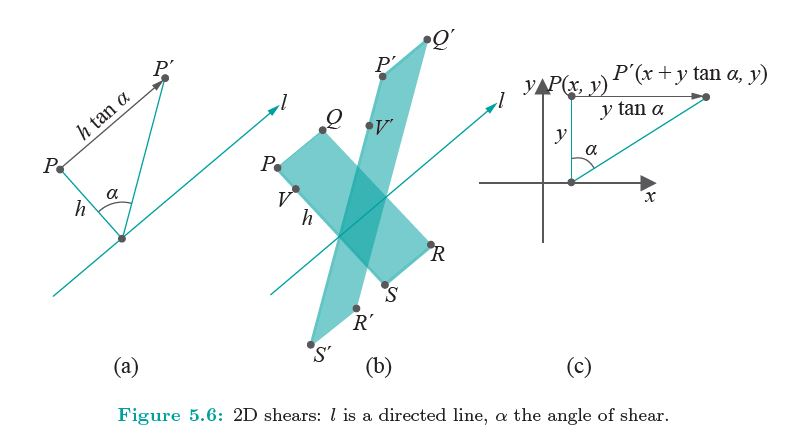 P´
h tan α
P
α
h
l
(a)
Q´
P´
l
Q
V´
P
V
h
R
S
R´
S´
(b)
y
P(x, y)
P´(x + y tan α, y)
y tan α
y
α
x
(c)
Figure 5.6: 2D shears: l is a directed line, α the angle of shear.